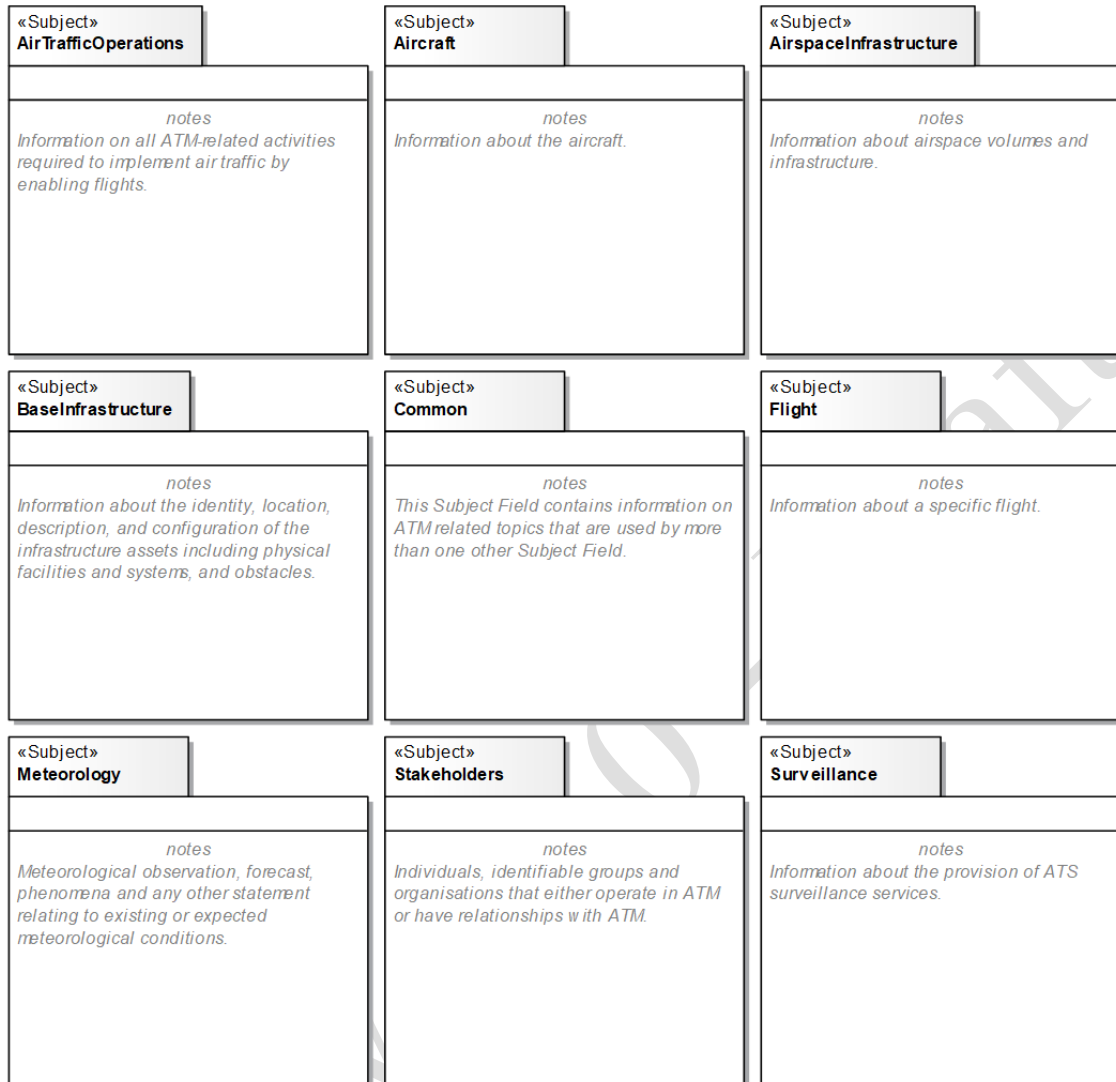 «Subject»
AirTrafficOperations
notes
Information on all ATM-related activities
required to implement air traffic by
enabling flights.
«Subject»
Aircraft
notes
Information about the aircraft.
«Subject»
AirspaceInfrastructure
notes
Information about airspace volumes and
infrastructure.
«Subject»
BaseInfrastructure
notes
Information about the identity, location,
description, and configuration of the
infrastructure assets including physical
facilities and systems, and obstacles.
«Subject»
Common
notes
This Subject Field contains information on
ATM related topics that are used by more
than one other Subject Field.
«Subject»
Flight
notes
Information about a specific flight.
«Subject»
Meteorology
notes
Meteorological observation, forecast,
phenomena and any other statement
relating to existing or expected
meteorological conditions.
«Subject»
Stakeholders
notes
Individuals, identifiable groups and
organisations that either operate in ATM
or have relationships with ATM.
«Subject»
Surveillance
notes
Information about the provision of ATS
surveillance services.